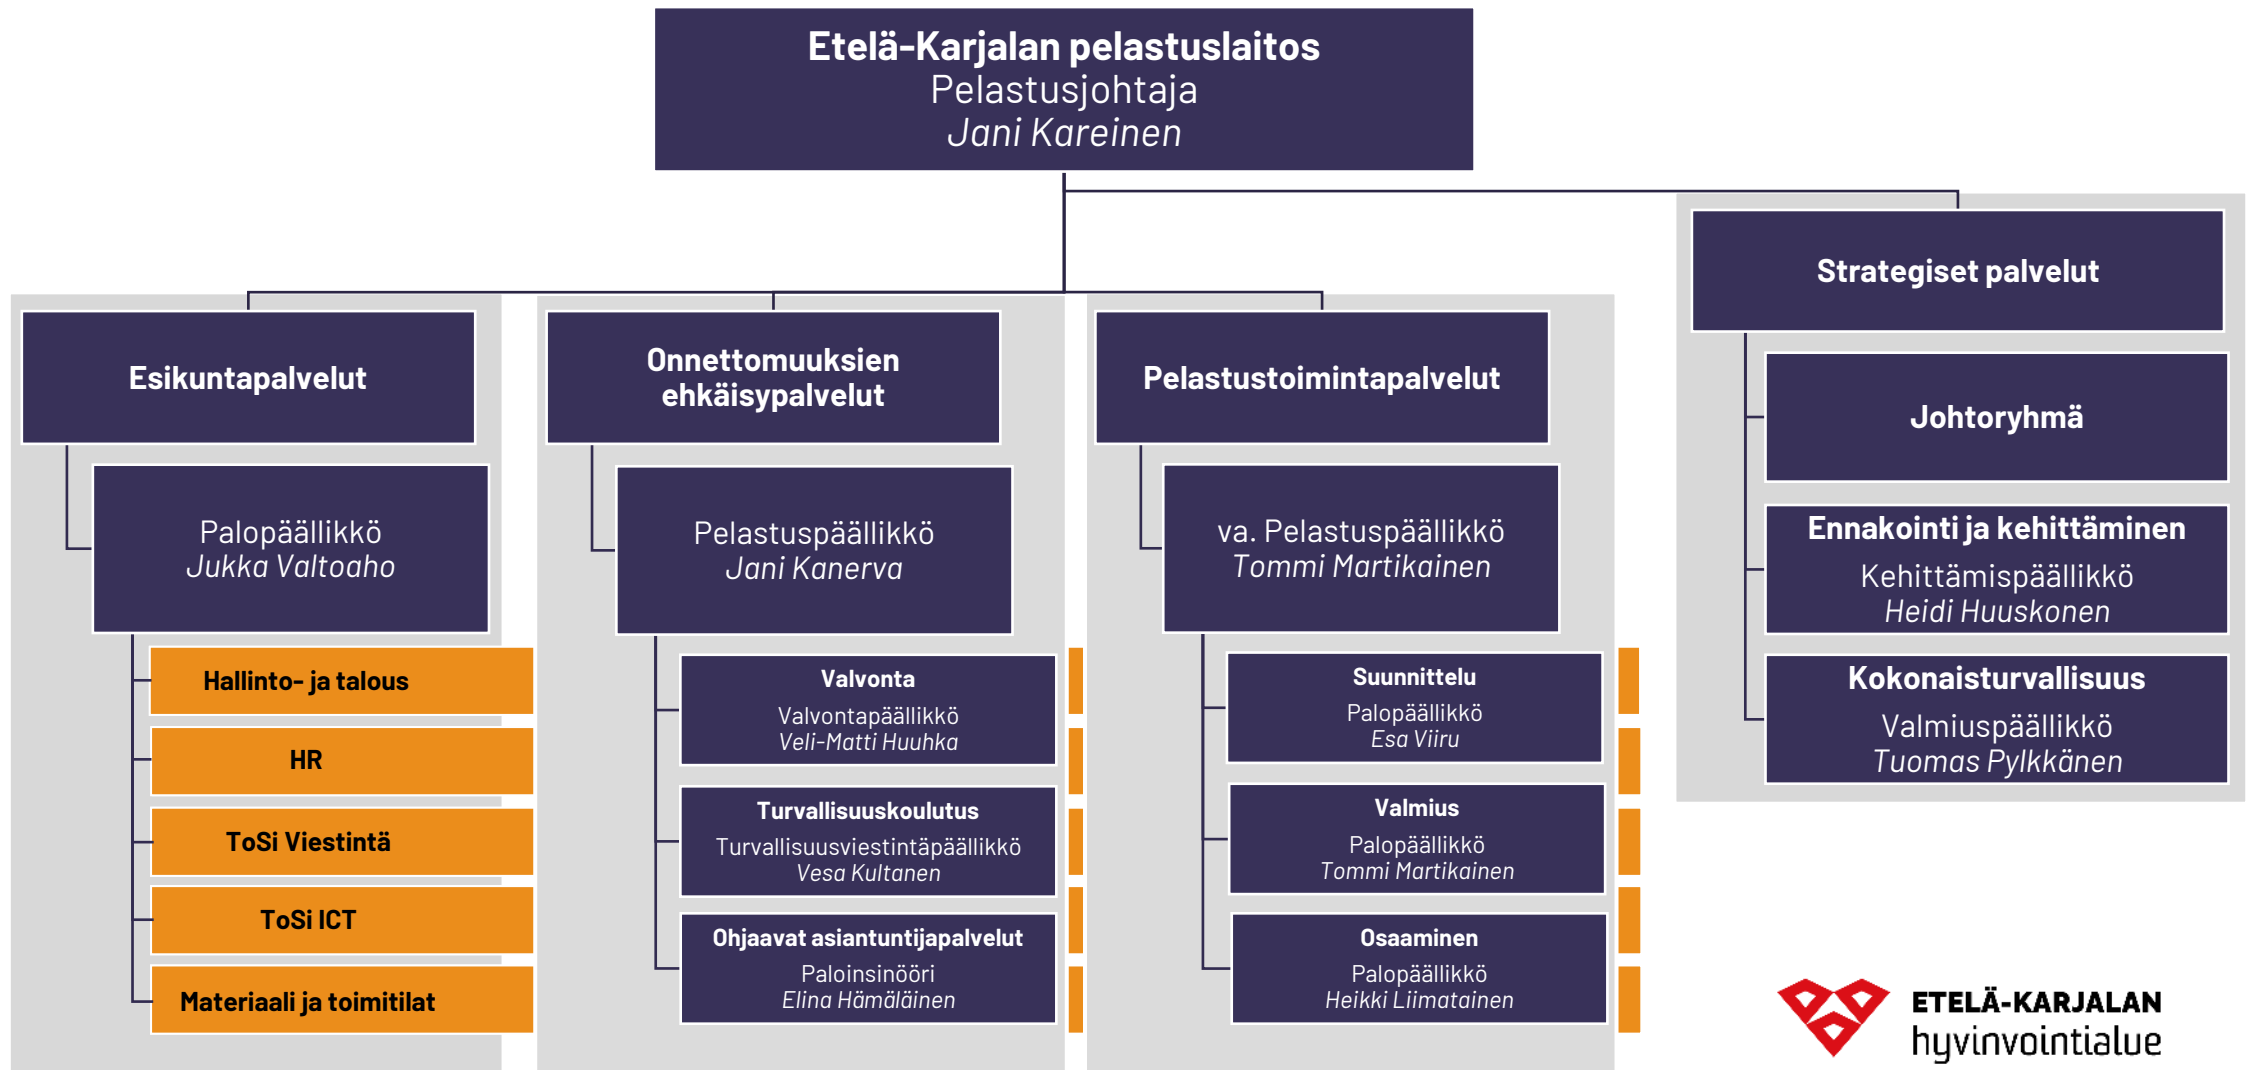 Etelä-Karjalan pelastuslaitos
Pelastusjohtaja
Jani Kareinen
Esikuntapalvelut
Palopäällikkö
Jukka Valtoaho
Hallinto- ja talous
HR
ToSi Viestintä
ToSi ICT
Materiaali ja toimitilat
Onnettomuuksien
ehkäisypalvelut
Pelastuspäällikkö
Jani Kanerva
Valvonta
Valvontapäällikkö
Veli-Matti Huuhka
Turvallisuuskoulutus
Turvallisuusviestintäpäällikkö
Vesa Kultanen
Ohjaavat asiantuntijapalvelut
Paloinsinööri
Elina Hämäläinen
Pelastustoimintapalvelut
va. Pelastuspäällikkö
Tommi Martikainen
Suunnittelu
Palopäällikkö
Esa Viiru
Valmius
Palopäällikkö
Tommi Martikainen
Osaaminen
Palopäällikkö
Heikki Liimatainen
Strategiset palvelut
Johtoryhmä
Ennakointi ja kehittäminen
Kehittämispäällikkö
Heidi Huuskonen
Kokonaisturvallisuus
Valmiuspäällikkö
Tuomas Pylkkänen
ETELÄ-KARJALAN
hyvinvointialue